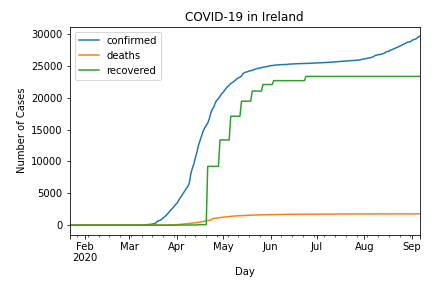 COVID-19 in Ireland
30000
25000
20000
15000
10000
5000
0
Number of Cases
confirmed
deaths
recovered
Feb Mar Apr May Jun Jul Aug Sep
2020
Day